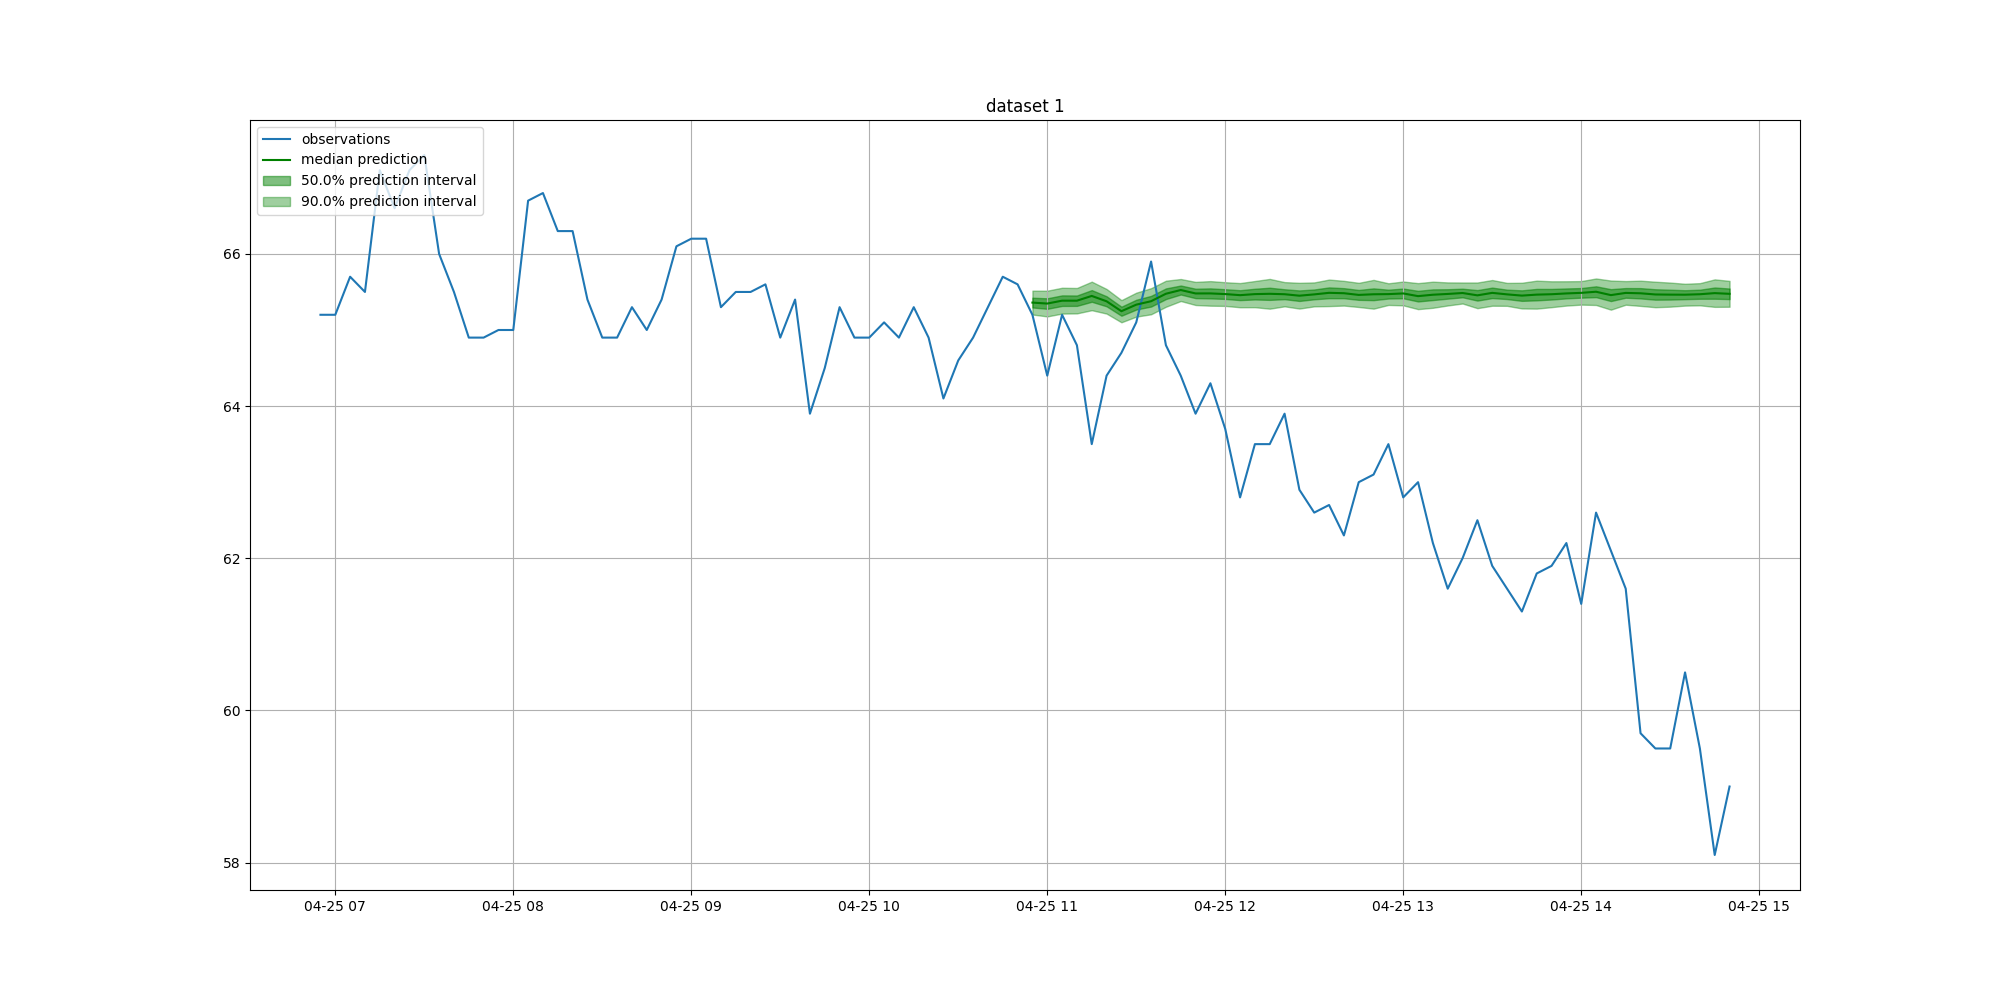 dataset 1
observations
median prediction
50.0% prediction interval
90.0% prediction interval
66
64
62
60
58
04-25 07 04-25 08 04-25 09 04-25 10 04-25 11 04-25 12 04-25 13 04-25 14 04-25 15